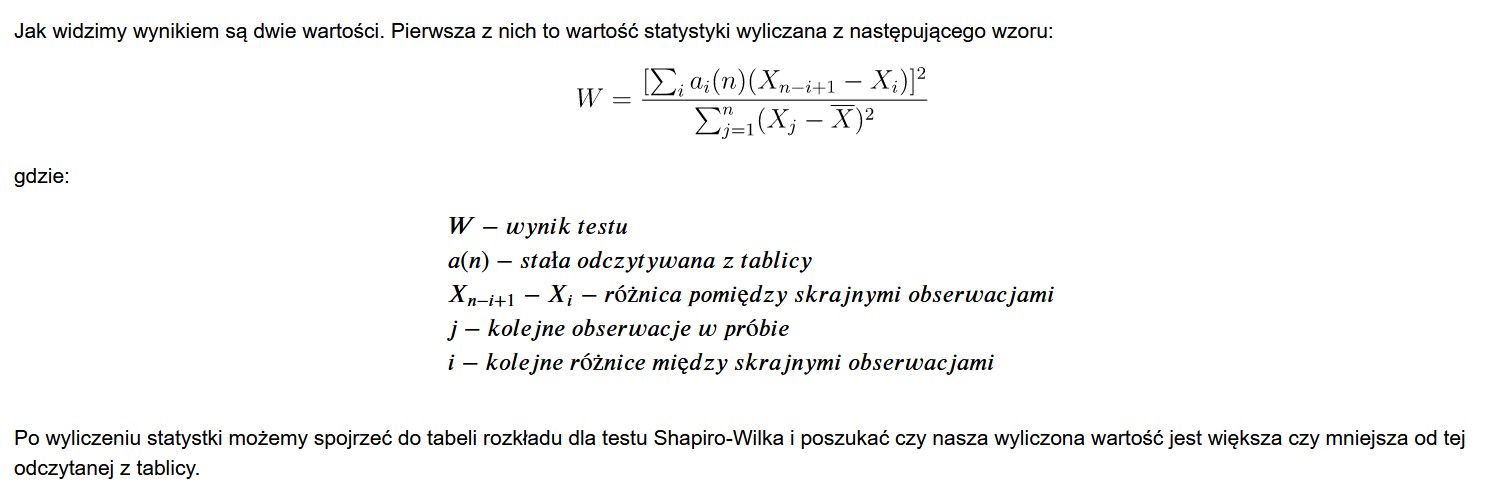 Jak widzimy wynikiem są dwie wartości. Pierwsza z nich to wartość statystyki wyliczana z następującego wzoru:
W = \frac{[\sum_i a_i(n)(X_{n-i+1} - X_i)]^2}{\sum_{j=1}^{n}(X_j - \overline{X})^2}
gdzie:
W – wynik testu
a(n) – stała odczytywana z tablicy
X_{n-i+1} – X_i – różnica pomiędzy skrajnymi obserwacjami
j – kolejne obserwacje w próbie
i – kolejne różnice między skrajnymi obserwacjami
Po wyliczeniu statystki możemy spojrzeć do tabeli rozkładu dla testu Shapiro-Wilka i poszukać czy nasza wyliczona wartość jest większa czy mniejsza od tej
odczytanej z tablicy.